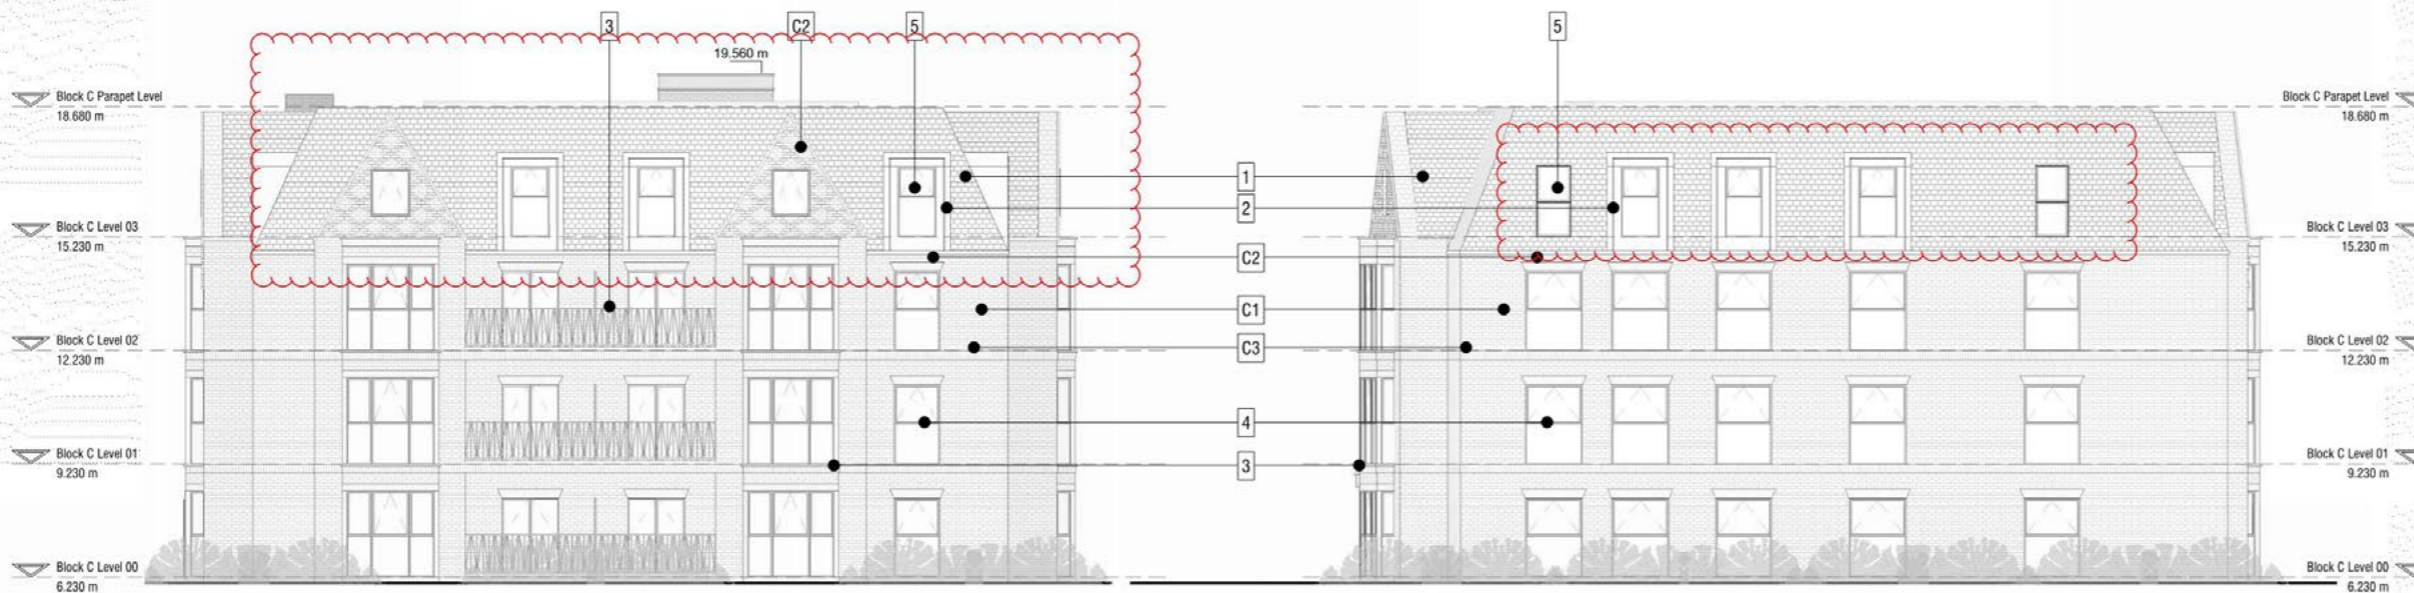 3
C2
5
5
19.560 m
Block C Parapet Level
18.680 m
Block C Parapet Level
18.680 m
1
2
Block C Level 03
15.230 m
Block C Level 03
15.230 m
C2
C1
Block C Level 02
12.230 m
C3
Block C Level 02
12.230 m
4
Block C Level 01
9.230 m
3
Block C Level 01
9.230 m
Block C Level 00
6.230 m
Block C Level 00
6.230 m